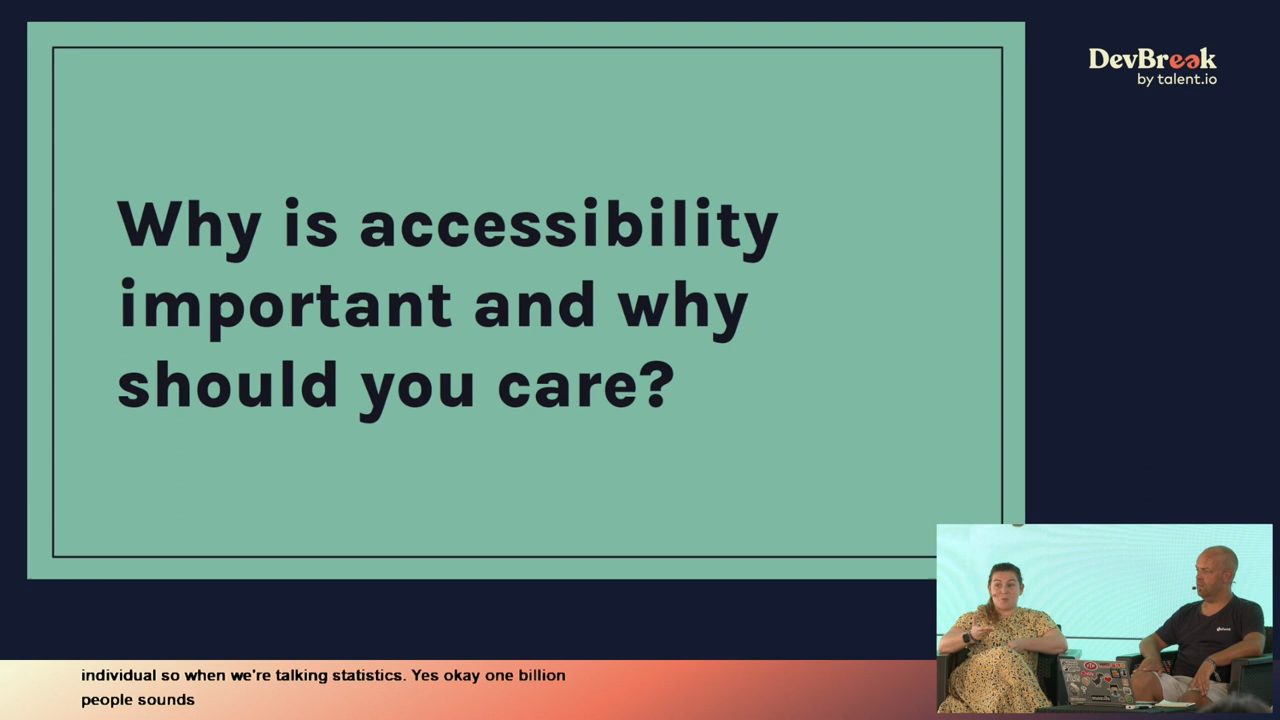 Why is accessibility
important and why
should you care?
DevBreak
by talent.io
individual so when we're talking statistics. Yes okay one billion
people sounds